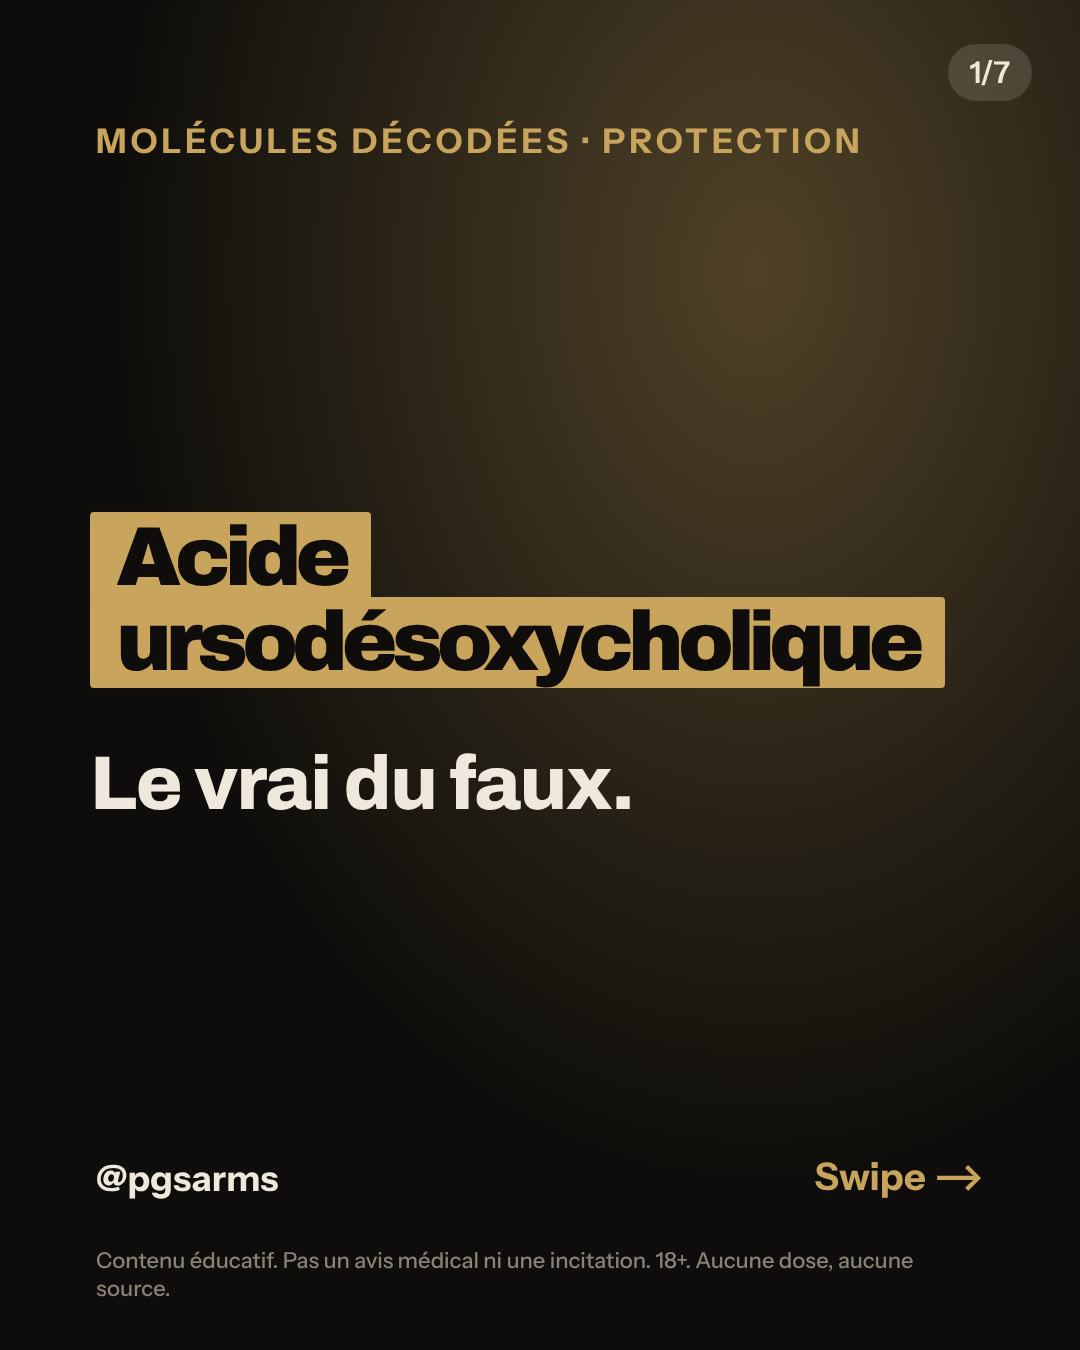 1/7
MOLÉCULES DÉCODÉES · PROTECTION
Acide
ursodésoxycholique
Le vrai du faux.
@pgsarms
Swipe →
Contenu éducatif. Pas un avis médical ni une incitation. 18+. Aucune dose, aucune
source.